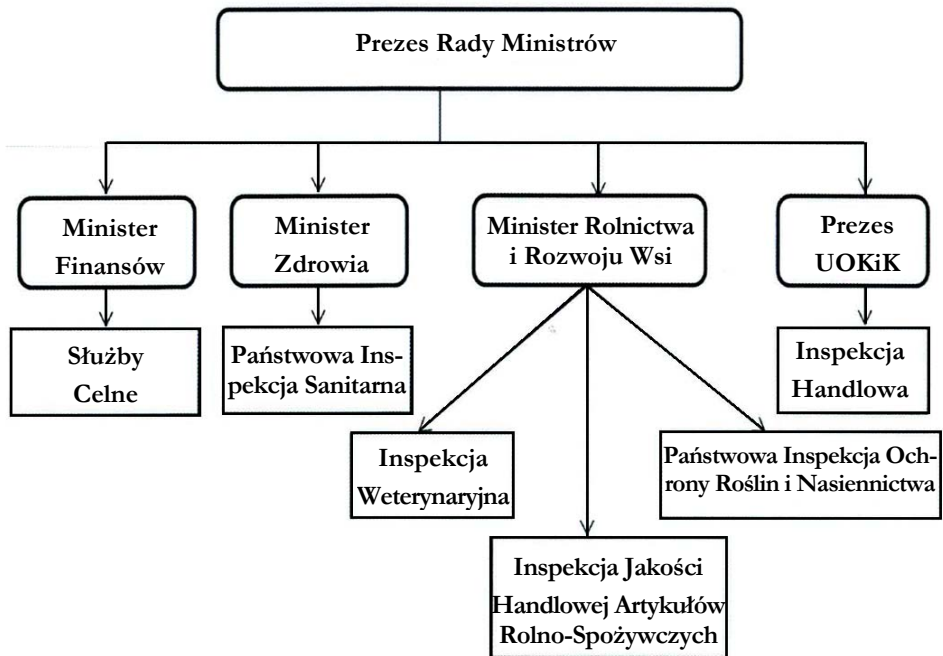 Prezes Rady Ministrów
Minister
Finansów
Minister
Zdrowia
Minister Rolnictwa
i Rozwoju Wsi
Prezes
UOKiK
Służby
Celne
Państwowa Ins-
pekcja Sanitarna
Inspekcja
Handlowa
Inspekcja
Weterynaryjna
Państwowa Inspekcja Och-
rony Roślin i Nasiennictwa
Inspekcja Jakości
Handlowej Artykułów
Rolno-Spożywczych